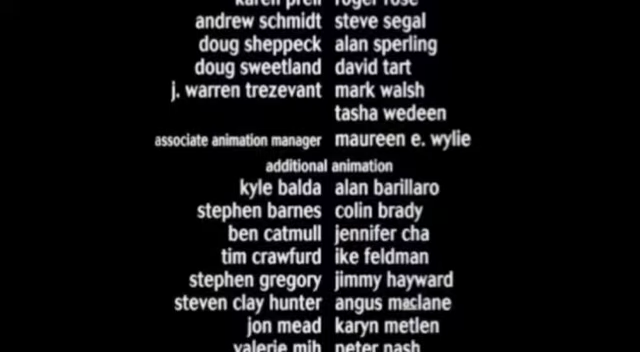 karen prell roger rose
andrew schmidt steve segal
doug sheppeck alan sperling
doug sweetland david tart
j. warren trezevant mark walsh
tasha wedeen
associate animation manager maureen e. wylie
additional animation
kyle balda alan barillaro
stephen barnes colin brady
ben catmull jennifer cha
tim crawfurd ike feldman
stephen gregory jimmy hayward
steven clay hunter angus maclane
jon mead karyn metlen
valerie mih peter nash